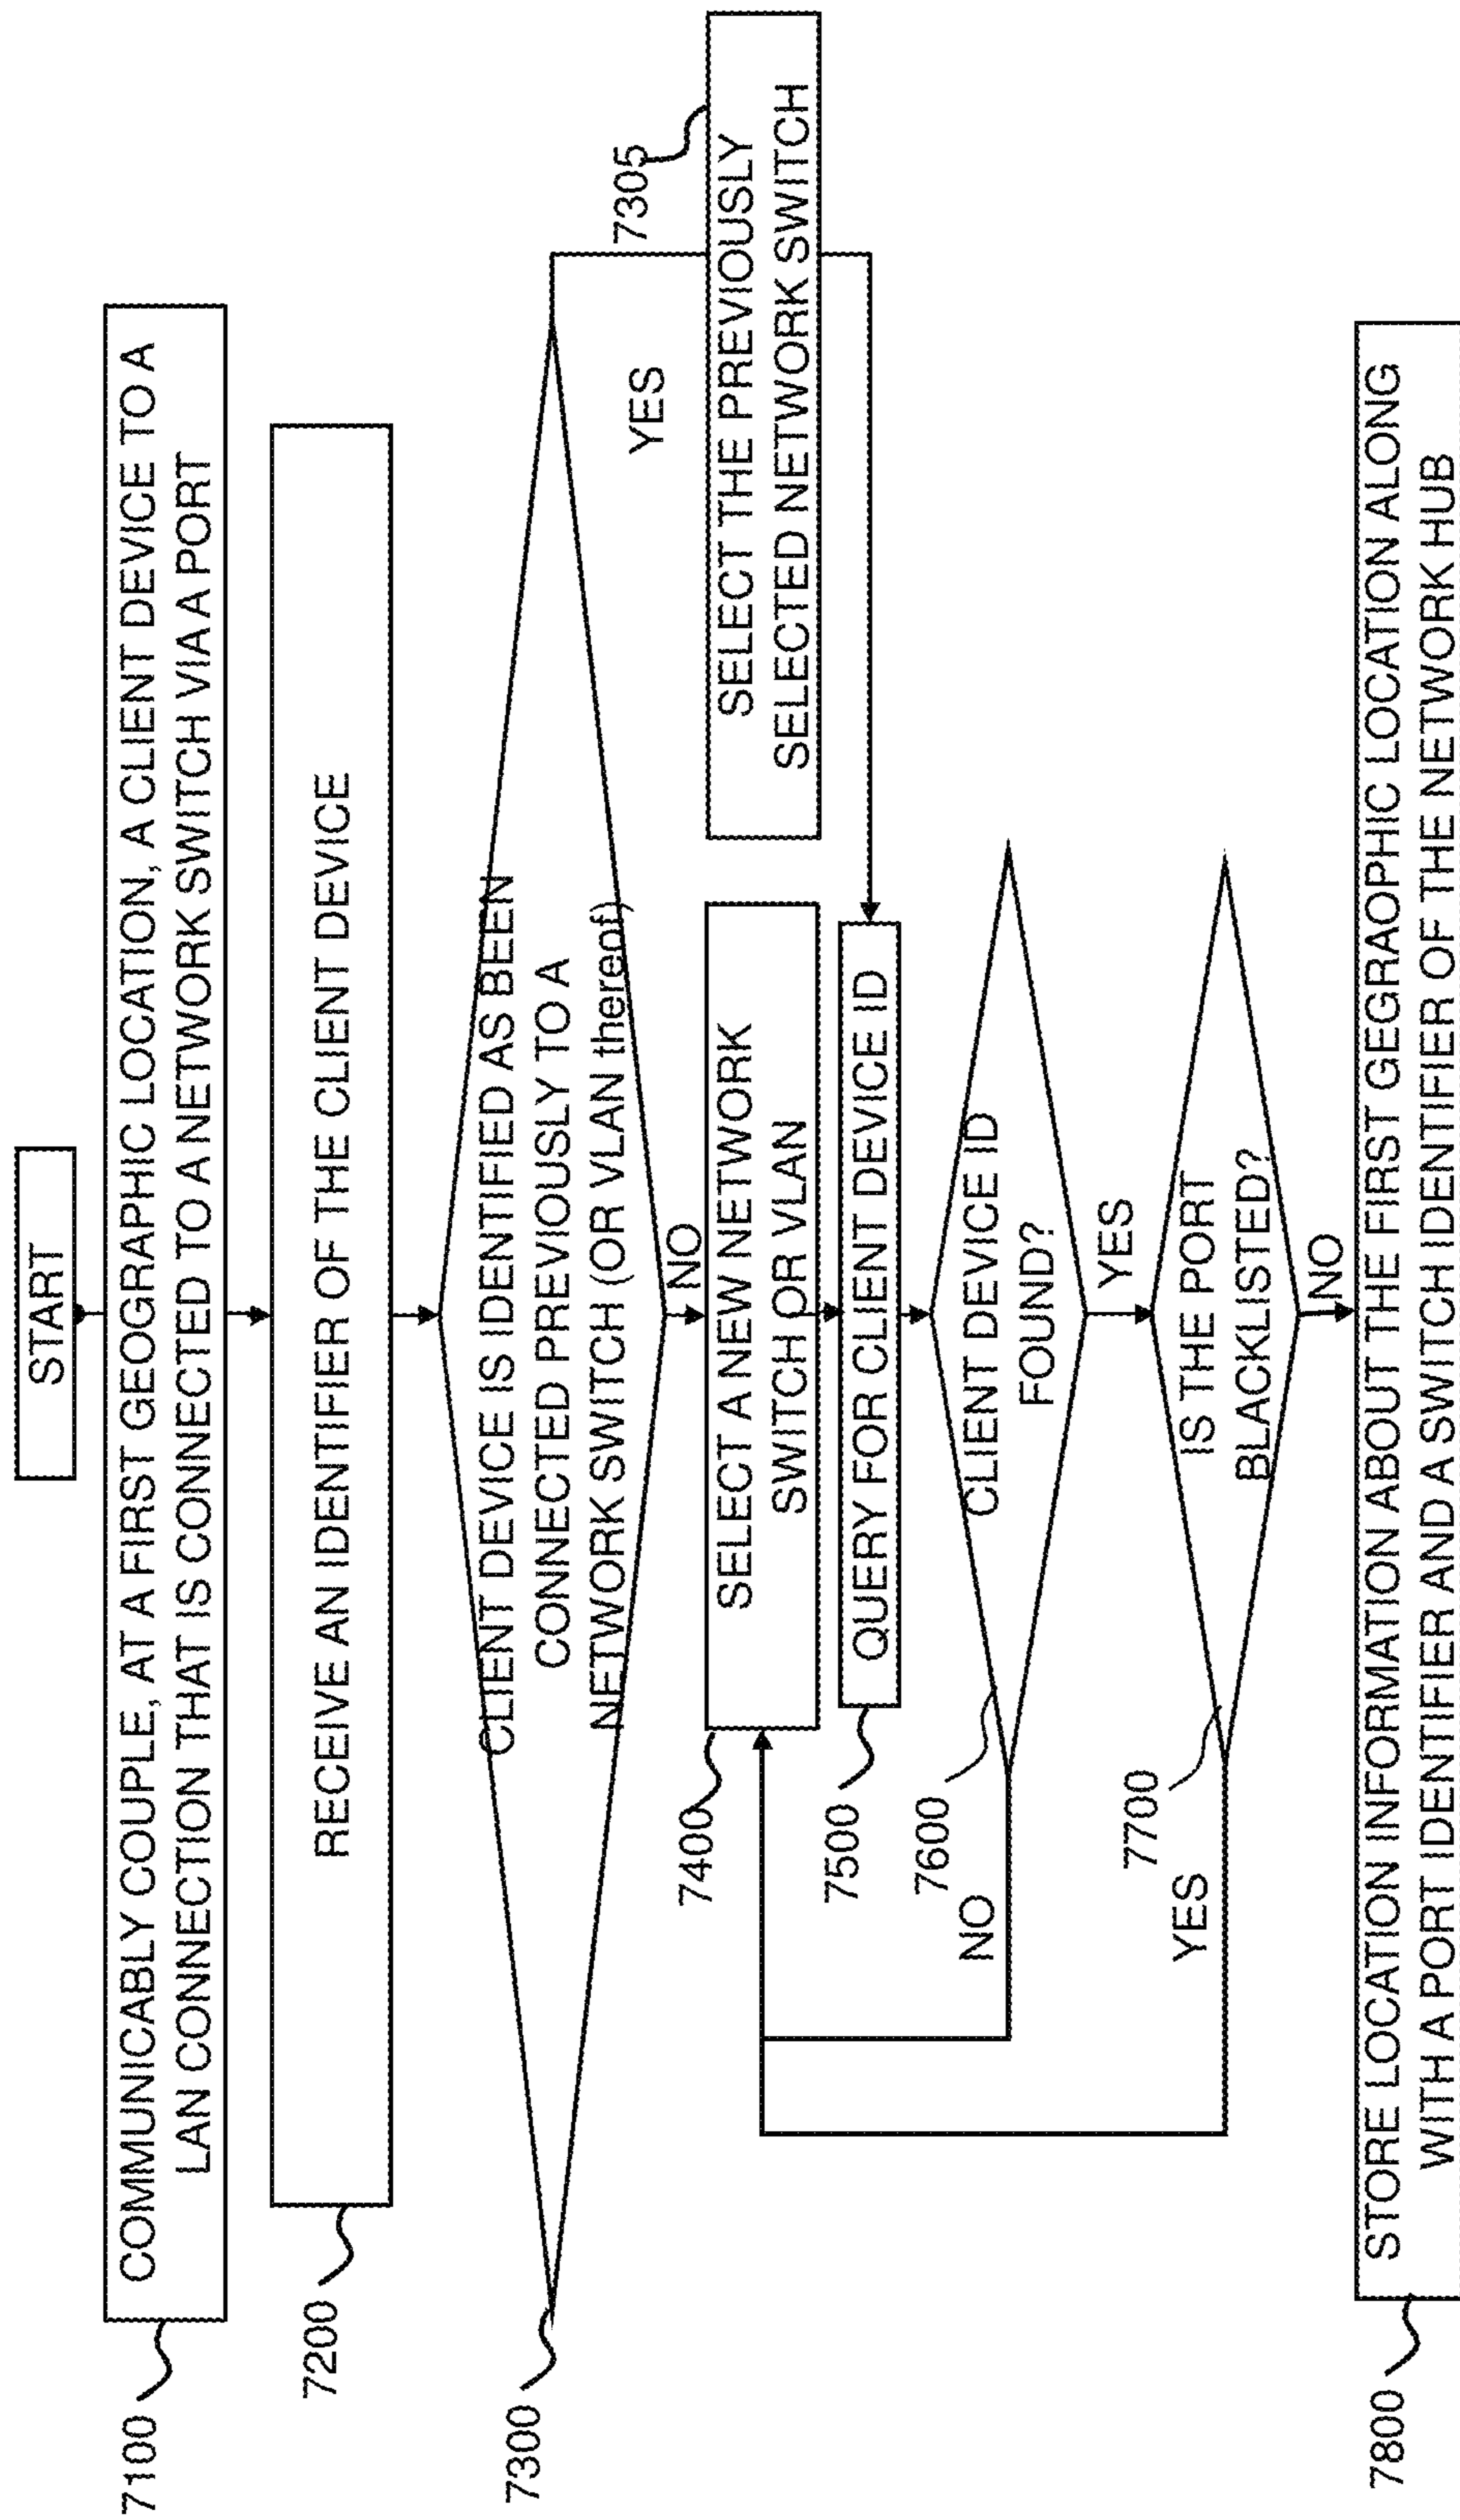 START
7100
COMMUNICABLY COUPLE, AT A FIRST GEOGRAPHIC LOCATION, A CLIENT DEVICE TO A
LAN CONNECTION THAT IS CONNECTED TO A NETWORK SWITCH VIA A PORT
7200
RECEIVE AN IDENTIFIER OF THE CLIENT DEVICE
7300
CLIENT DEVICE IS IDENTIFIED AS BEEN
CONNECTED PREVIOUSLY TO A
NETWORK SWITCH (OR VLAN thereof)
YES
NO
7305
SELECT THE PREVIOUSLY
SELECTED NETWORK SWITCH
7400
SELECT A NEW NETWORK
SWITCH OR VLAN
7500
QUERY FOR CLIENT DEVICE ID
7600
CLIENT DEVICE ID
FOUND?
NO
YES
7700
IS THE PORT
BLACKLISTED?
YES
NO
7800
STORE LOCATION INFORMATION ABOUT THE FIRST GEGRAOPHIC LOCATION ALONG
WITH A PORT IDENTIFIER AND A SWITCH IDENTIFIER OF THE NETWORK HUB